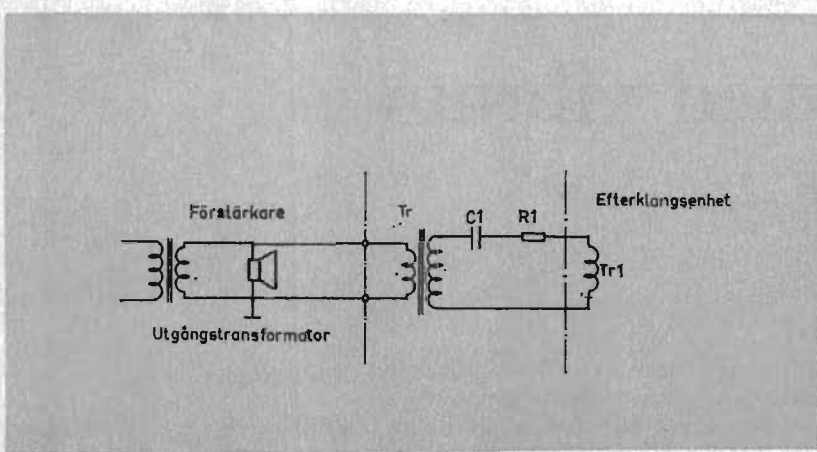 Förstärkare
Tr
C1
R1
Efterklangsenhet
Tr1
Utgångstransformator